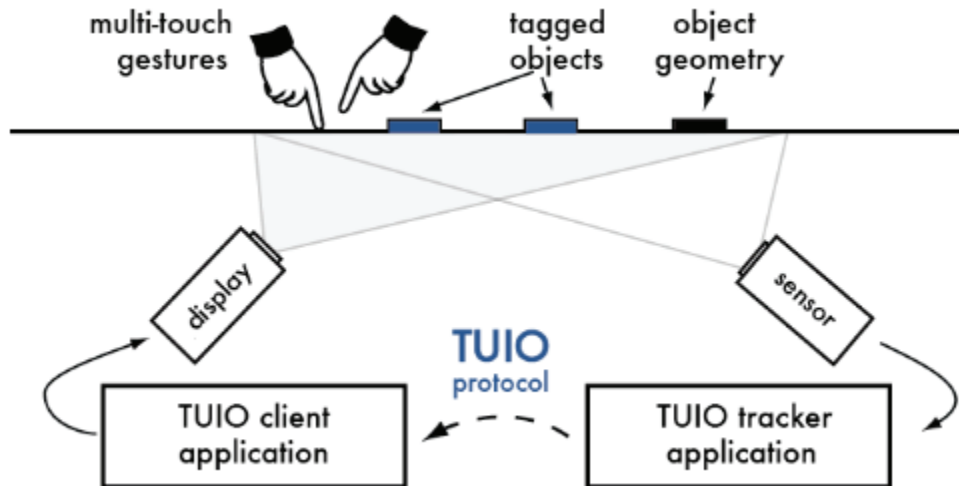 multi-touch
gestures
tagged
objects
object
geometry
display
sensor
TUIO
protocol
TUIO client
application
TUIO tracker
application